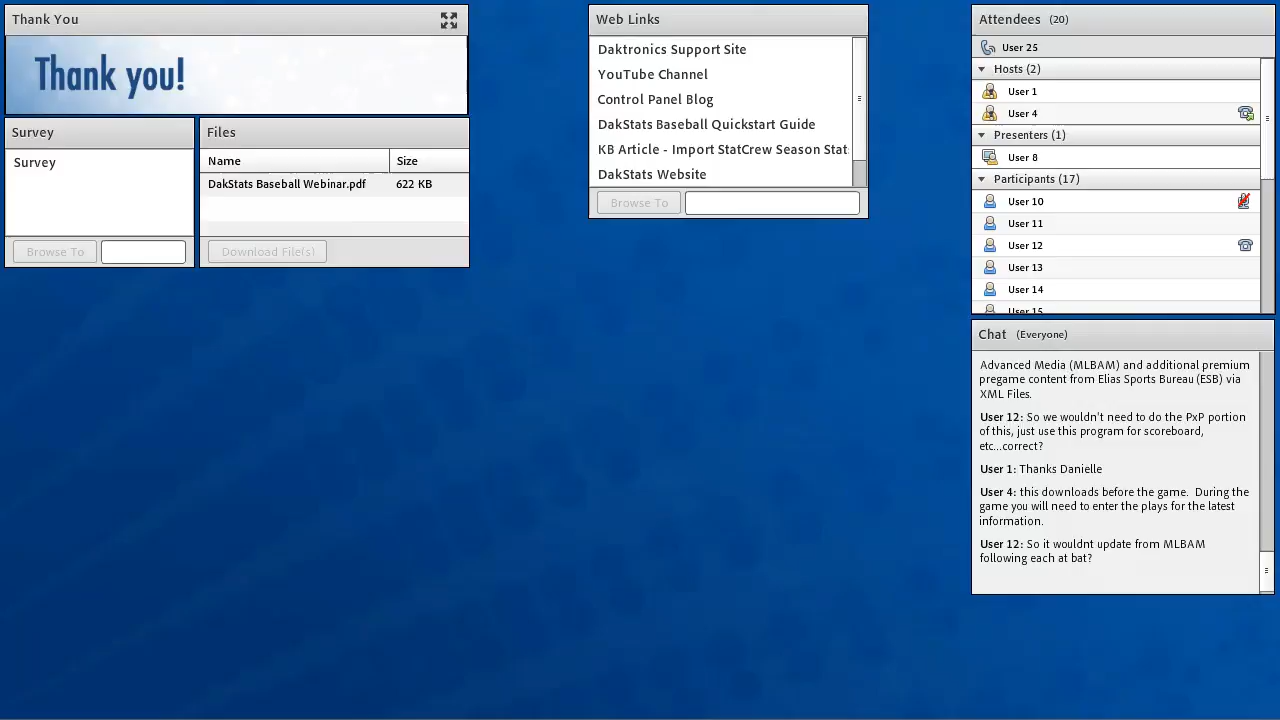 Thank You
Thank you!
Survey
Survey
Browse To
Files
Name Size
DakStats Baseball Webinar.pdf 622 KB
Download File(s)
Web Links
Daktronics Support Site
YouTube Channel
Control Panel Blog
DakStats Baseball Quickstart Guide
KB Article - Import StatCrew Season Stat
DakStats Website
Browse To
Attendees (20)
User 25
Hosts (2)
User 1
User 4
Presenters (1)
User 8
Participants (17)
User 10
User 11
User 12
User 13
User 14
User 15
Chat (Everyone)
Advanced Media (MLBAM) and additional premium
pregame content from Elias Sports Bureau (ESB) via
XML Files.
User 12: So we wouldn't need to do the PxP portion
of this, just use this program for scoreboard,
etc...correct?
User 1: Thanks Danielle
User 4: this downloads before the game. During the
game you will need to enter the plays for the latest
information.
User 12: So it wouldnt update from MLBAM
following each at bat?